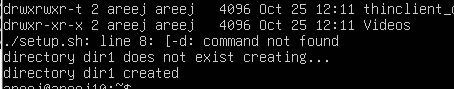 drwxrwxr-t 2 areej areej   4096 Oct 25 12:11 thinclient_
drwxr-xr-x 2 areej areej   4096 Oct 25 12:11 Videos
./setup.sh: line 8: [-d: command not found
directory dir1 does not exist creating...
directory dir1 created